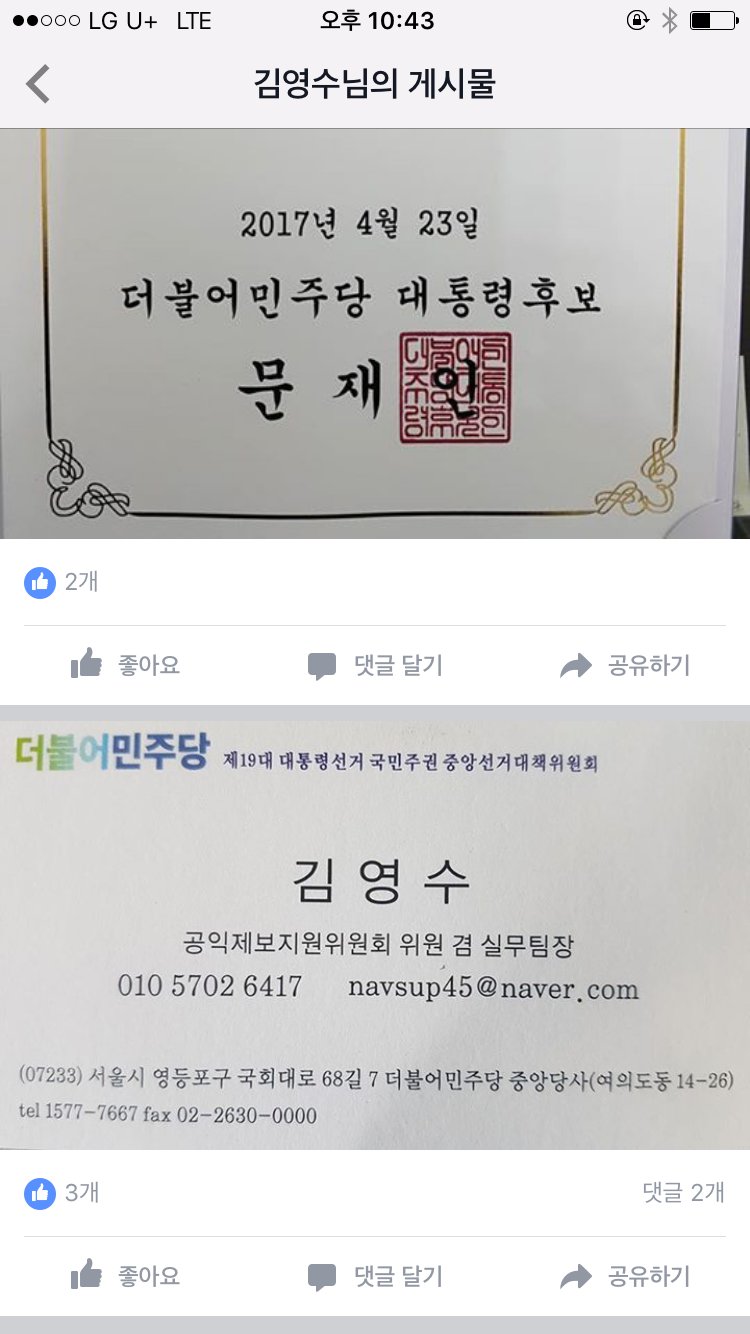 LG U+ LTE 오후 10:43
김영수님의 게시물
2017년 4월 23일
더불어민주당 대통령후보
문재인
2개
좋아요 댓글 달기 공유하기
더불어민주당 제19대 대통령선거 국민주권 중앙선거대책위원회
김영수
공익제보지원위원회 위원 겸 실무팀장
010 5702 6417 navsup45@naver.com
(07233) 서울시 영등포구 국회대로 68길 7 더불어민주당 중앙당사(여의도동 14-26)
tel 1577-7667 fax 02-2630-0000
3개 댓글 2개
좋아요 댓글 달기 공유하기